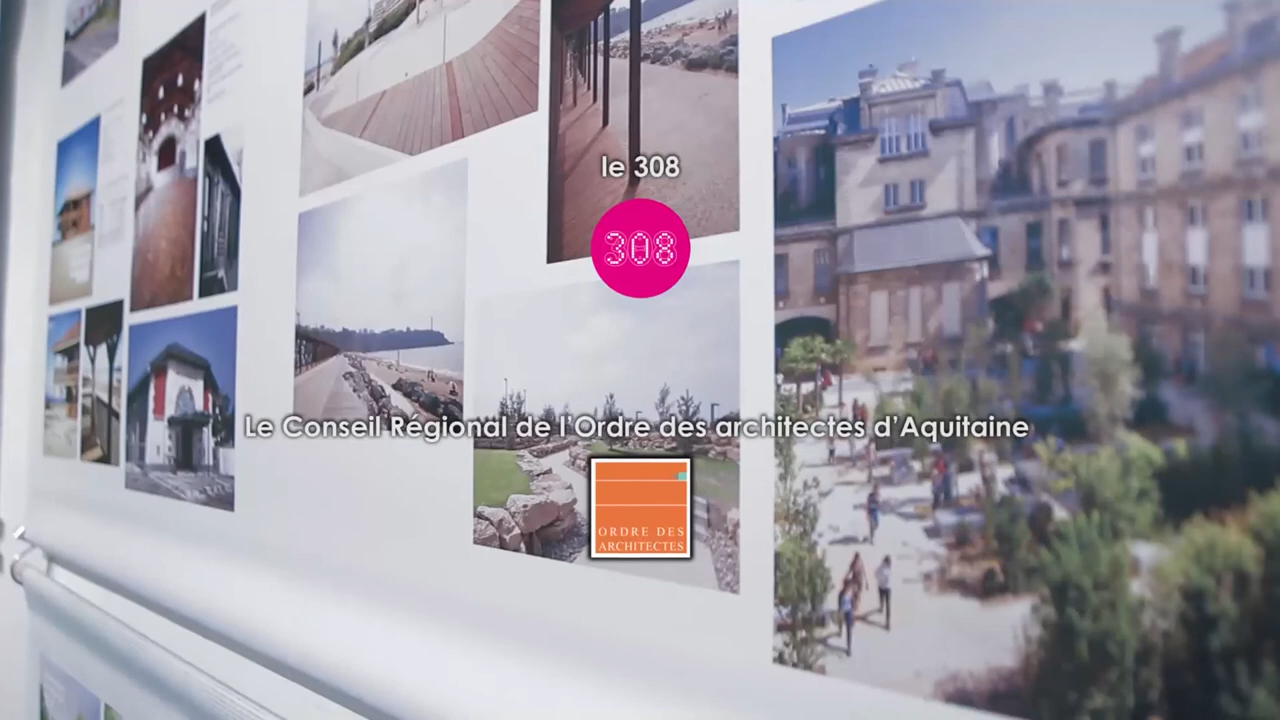 le 308
308
Le Conseil Régional de l'Ordre des architectes d'Aquitaine
ORDRE DES
ARCHITECTES